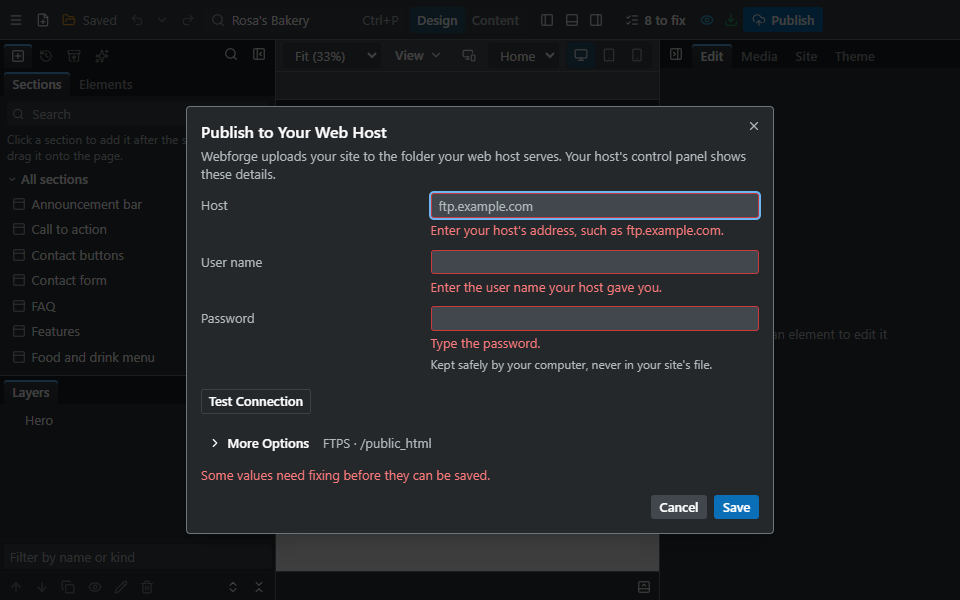 Saved
Rosa's Bakery
Ctrl+P
Design
Content
8 to fix
Publish
Fit (33%)
View
Home
Edit
Media
Site
Theme
Sections
Elements
Search
Click a section to add it after the s
drag it onto the page.
All sections
Announcement bar
Call to action
Contact buttons
Contact form
FAQ
Features
Food and drink menu
Layers
Hero
Filter by name or kind
an element to edit it
Publish to Your Web Host
Webforge uploads your site to the folder your web host serves. Your host's control panel shows
these details.
Host
ftp.example.com
Enter your host's address, such as ftp.example.com.
User name
Enter the user name your host gave you.
Password
Type the password.
Kept safely by your computer, never in your site's file.
Test Connection
More Options FTPS · /public_html
Some values need fixing before they can be saved.
Cancel
Save